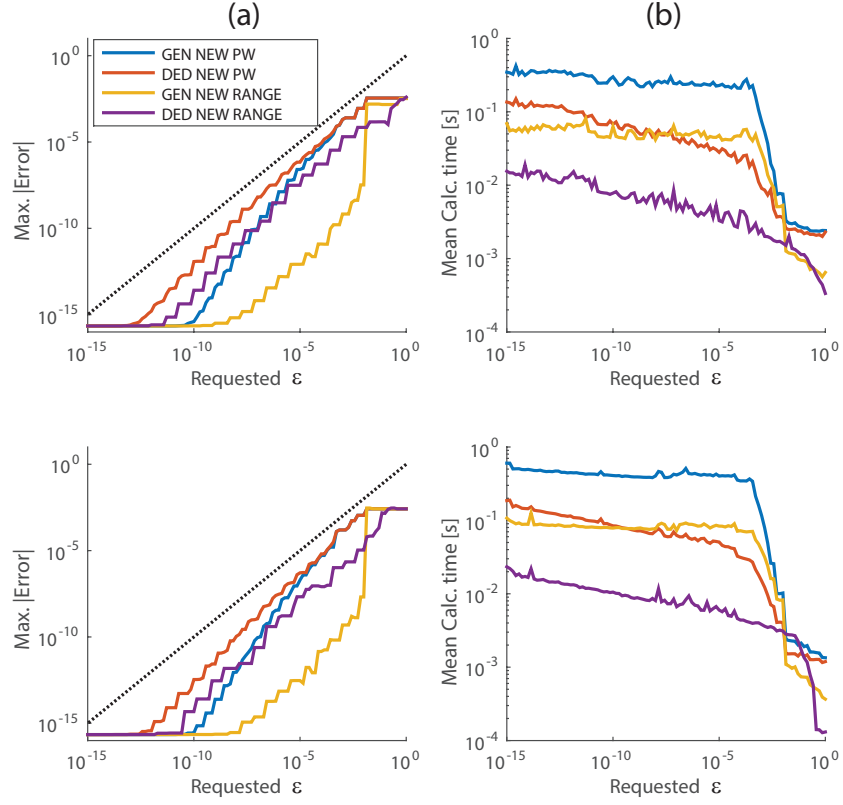 (a)
(b)
GEN NEW PW
DED NEW PW
GEN NEW RANGE
DED NEW RANGE
Max. |Error|
10^0
10^-5
10^-10
10^-15
10^-15
10^-10
10^-5
10^0
Requested ε
Mean Calc. time [s]
10^0
10^-1
10^-2
10^-3
10^-4
10^-15
10^-10
10^-5
10^0
Requested ε
Max. |Error|
10^0
10^-5
10^-10
10^-15
10^-15
10^-10
10^-5
10^0
Requested ε
Mean Calc. time [s]
10^0
10^-1
10^-2
10^-3
10^-4
10^-15
10^-10
10^-5
10^0
Requested ε